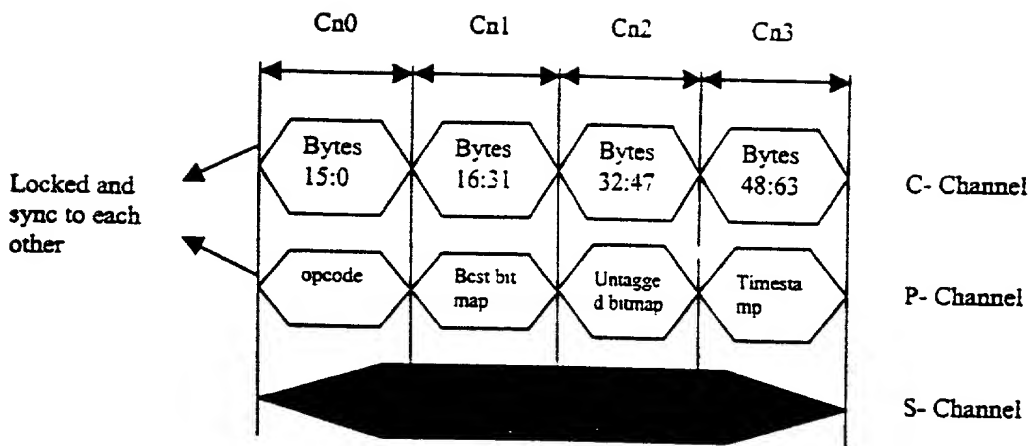 Cn0
Cn1
Cn2
Cn3
Bytes
15:0
Bytes
16:31
Bytes
32:47
Bytes
48:63
C- Channel
Locked and
sync to each
other
opcode
Bcst bit
map
Untagge
d bitmap
Timesta
mp
P- Channel
S- Channel